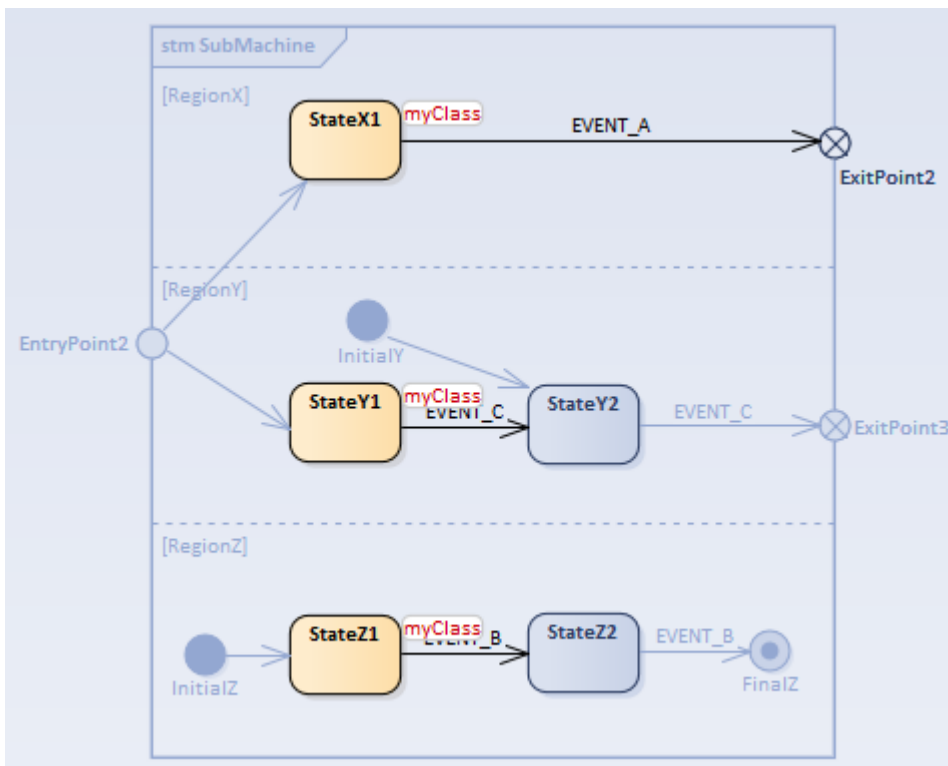 stm SubMachine
[RegionX]
StateX1
myClass
EVENT_A
ExitPoint2
[RegionY]
EntryPoint2
InitialY
StateY1
myClass
EVENT_C
StateY2
EVENT_C
ExitPoint3
[RegionZ]
InitialZ
StateZ1
myClass
EVENT_B
StateZ2
EVENT_B
FinalZ